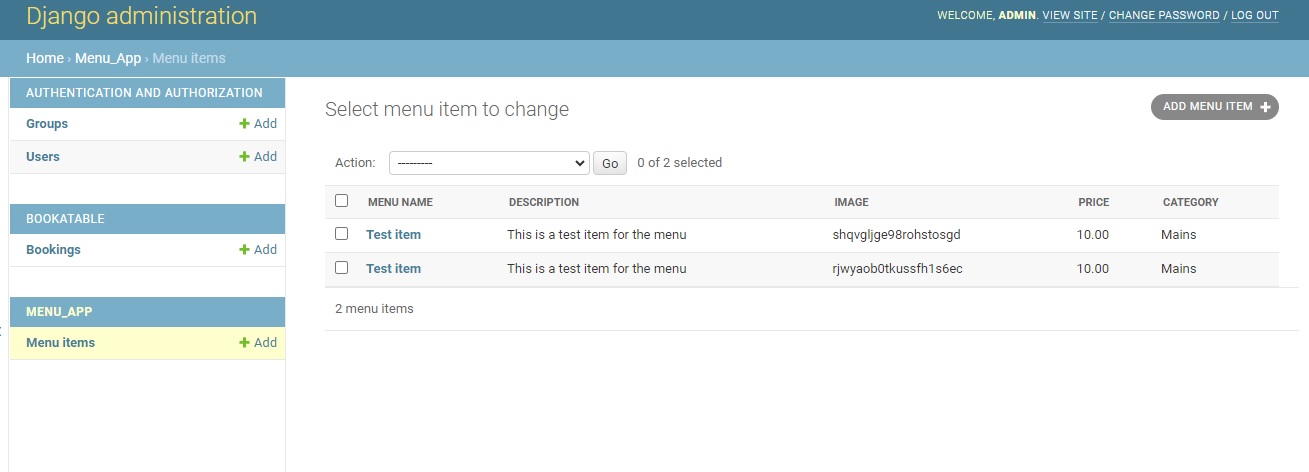 Django administration
WELCOME, ADMIN. VIEW SITE / CHANGE PASSWORD / LOG OUT
Home › Menu_App › Menu items
AUTHENTICATION AND AUTHORIZATION
Groups + Add
Users + Add
BOOKATABLE
Bookings + Add
MENU_APP
Menu items + Add
Select menu item to change
ADD MENU ITEM +
Action: --------- Go 0 of 2 selected
MENU NAME DESCRIPTION IMAGE PRICE CATEGORY
Test item This is a test item for the menu shqvgljge98rohstosgd 10.00 Mains
Test item This is a test item for the menu rjwyaob0tkussfh1s6ec 10.00 Mains
2 menu items